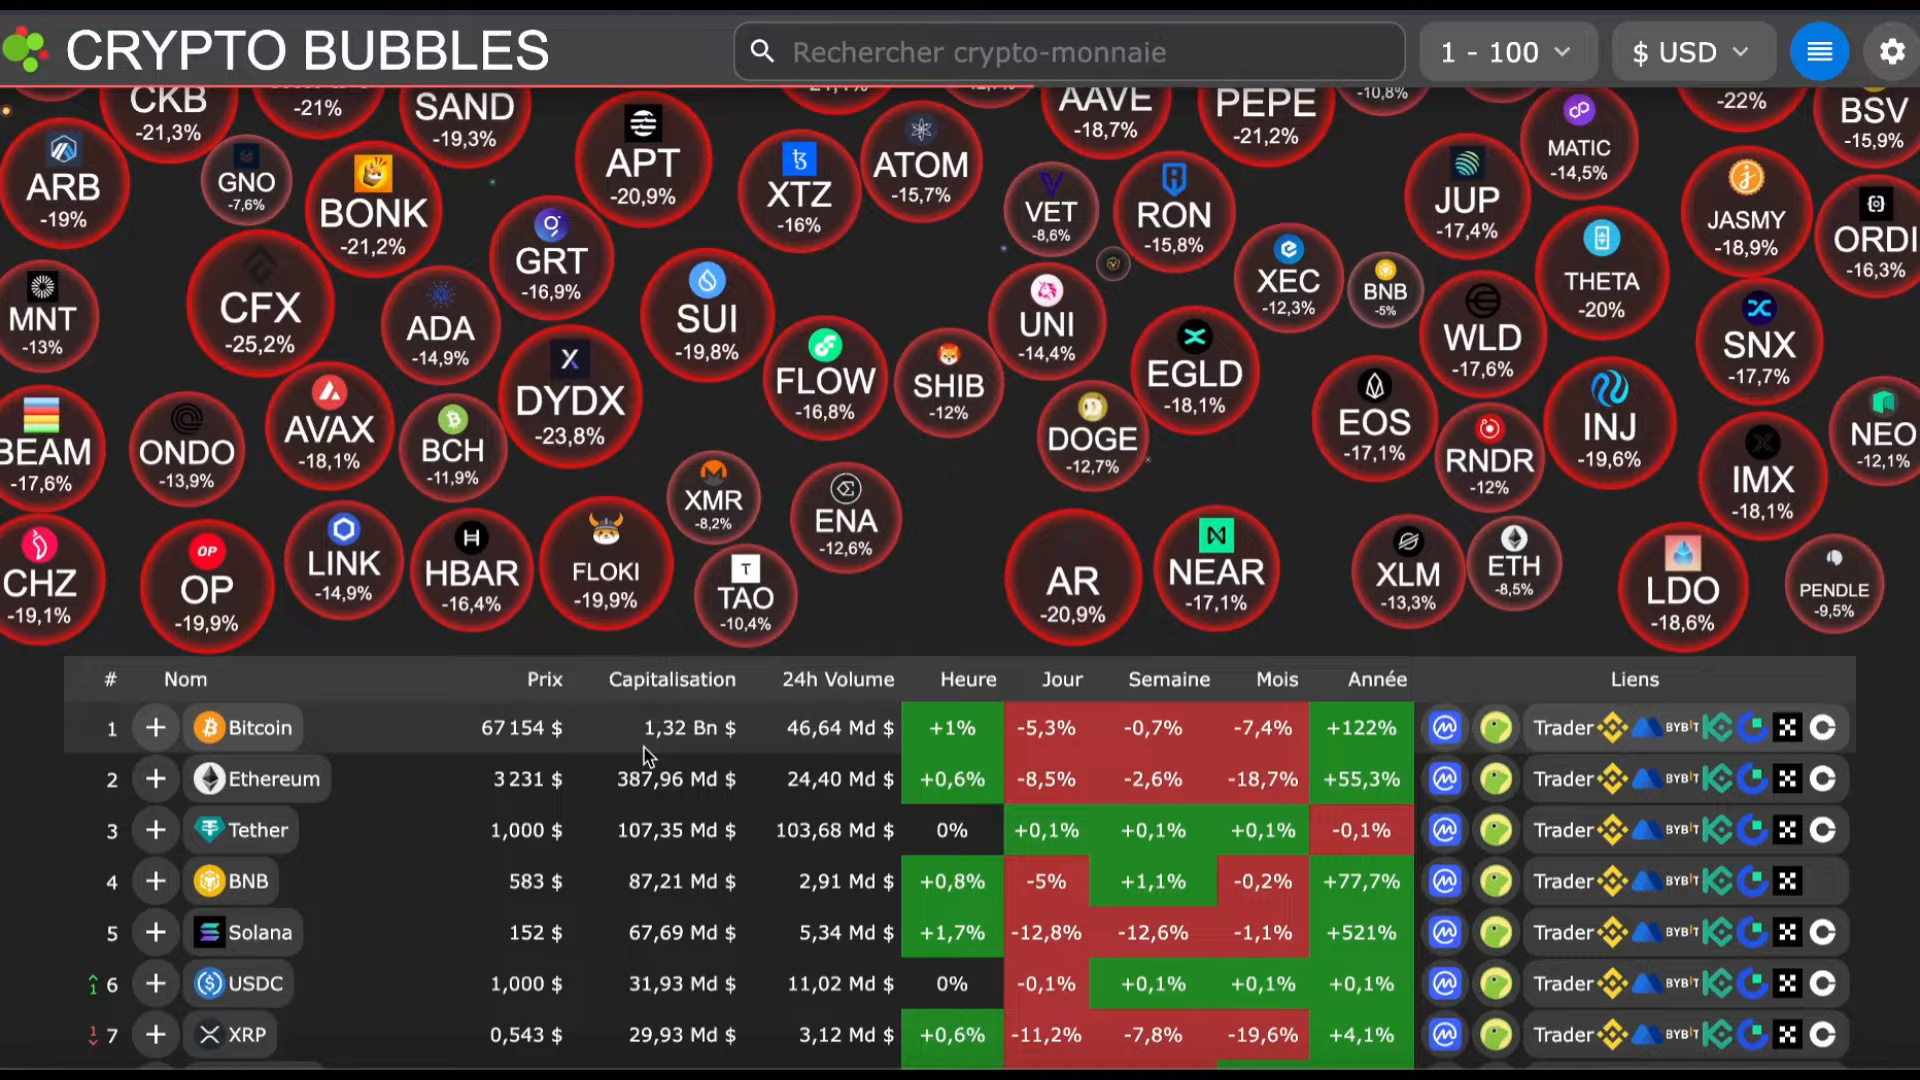 CRYPTO BUBBLES
Rechercher crypto-monnaie
1 - 100
$ USD
CKB
-21,3%
-21%
SAND
-19,3%
AAVE
-18,7%
PEPE
-21,2%
-10,8%
-22%
BSV
-15,9%
ARB
-19%
GNO
-7,6%
BONK
-21,2%
APT
-20,9%
XTZ
-16%
ATOM
-15,7%
VET
-8,6%
RON
-15,8%
JUP
-17,4%
MATIC
-14,5%
JASMY
-18,9%
ORDI
-16,3%
MNT
-13%
CFX
-25,2%
ADA
-14,9%
GRT
-16,9%
SUI
-19,8%
UNI
-14,4%
XEC
-12,3%
BNB
-5%
WLD
-17,6%
THETA
-20%
SNX
-17,7%
BEAM
-17,6%
ONDO
-13,9%
AVAX
-18,1%
BCH
-11,9%
DYDX
-23,8%
FLOW
-16,8%
SHIB
-12%
DOGE
-12,7%
EGLD
-18,1%
EOS
-17,1%
RNDR
-12%
INJ
-19,6%
IMX
-18,1%
NEO
-12,1%
CHZ
-19,1%
OP
OP
-19,9%
LINK
-14,9%
HBAR
-16,4%
FLOKI
-19,9%
XMR
-8,2%
TAO
-10,4%
ENA
-12,6%
AR
-20,9%
NEAR
-17,1%
XLM
-13,3%
ETH
-8,5%
LDO
-18,6%
PENDLE
-9,5%
# Nom Prix Capitalisation 24h Volume Heure Jour Semaine Mois Année Liens
1 + Bitcoin 67 154 $ 1,32 Bn $ 46,64 Md $ +1% -5,3% -0,7% -7,4% +122% Trader BYBIT
2 + Ethereum 3 231 $ 387,96 Md $ 24,40 Md $ +0,6% -8,5% -2,6% -18,7% +55,3% Trader BYBIT
3 + Tether 1,000 $ 107,35 Md $ 103,68 Md $ 0% +0,1% +0,1% +0,1% -0,1% Trader BYBIT
4 + BNB 583 $ 87,21 Md $ 2,91 Md $ +0,8% -5% +1,1% -0,2% +77,7% Trader BYBIT
5 + Solana 152 $ 67,69 Md $ 5,34 Md $ +1,7% -12,8% -12,6% -1,1% +521% Trader BYBIT
1 6 + USDC 1,000 $ 31,93 Md $ 11,02 Md $ 0% -0,1% +0,1% +0,1% +0,1% Trader BYBIT
1 7 + XRP 0,543 $ 29,93 Md $ 3,12 Md $ +0,6% -11,2% -7,8% -19,6% +4,1% Trader BYBIT